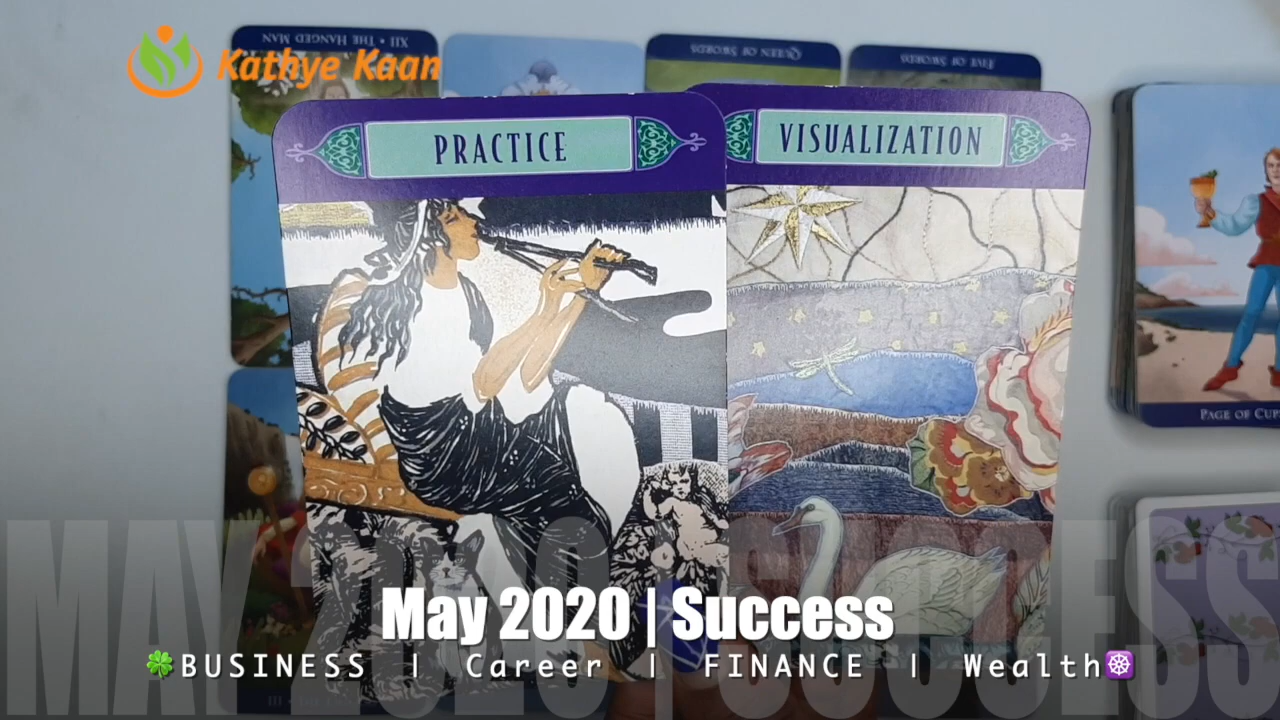 XII • THE HANGED MAN
Kathye Kaan
QUEEN OF SWORDS
FIVE OF SWORDS
PRACTICE
VISUALIZATION
PAGE OF CUP
MAY 2020 | SUCCESS
May 2020 | Success
🍀BUSINESS | Career | FINANCE | Wealth☸️